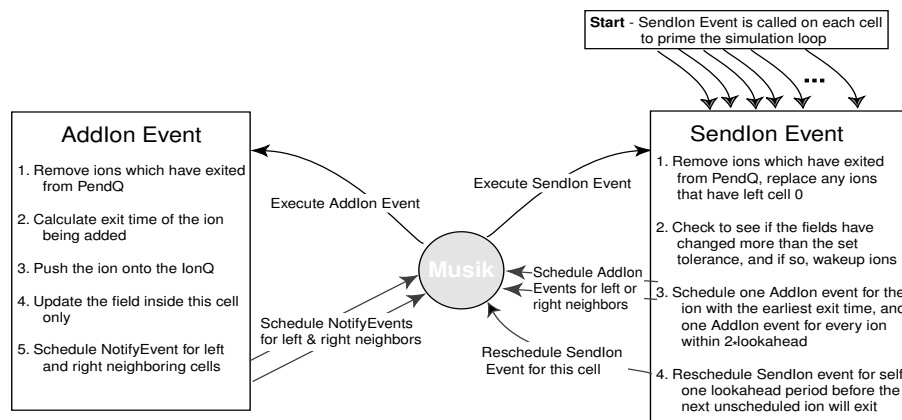 Start - SendIon Event is called on each cell
to prime the simulation loop
...
AddIon Event
1. Remove ions which have exited
from PendQ
2. Calculate exit time of the ion
being added
3. Push the ion onto the IonQ
4. Update the field inside this cell
only
5. Schedule NotifyEvent for left
and right neighboring cells
Execute AddIon Event
Execute SendIon Event
Musik
Schedule NotifyEvents
for left & right neighbors
Schedule AddIon
Events for left or
right neighbors
Reschedule SendIon
Event for this cell
SendIon Event
1. Remove ions which have exited
from PendQ, replace any ions
that have left cell 0
2. Check to see if the fields have
changed more than the set
tolerance, and if so, wakeup ions
3. Schedule one AddIon event for the
ion with the earliest exit time, and
one AddIon event for every ion
within 2*lookahead
4. Reschedule SendIon event for self
one lookahead period before the
next unscheduled ion will exit